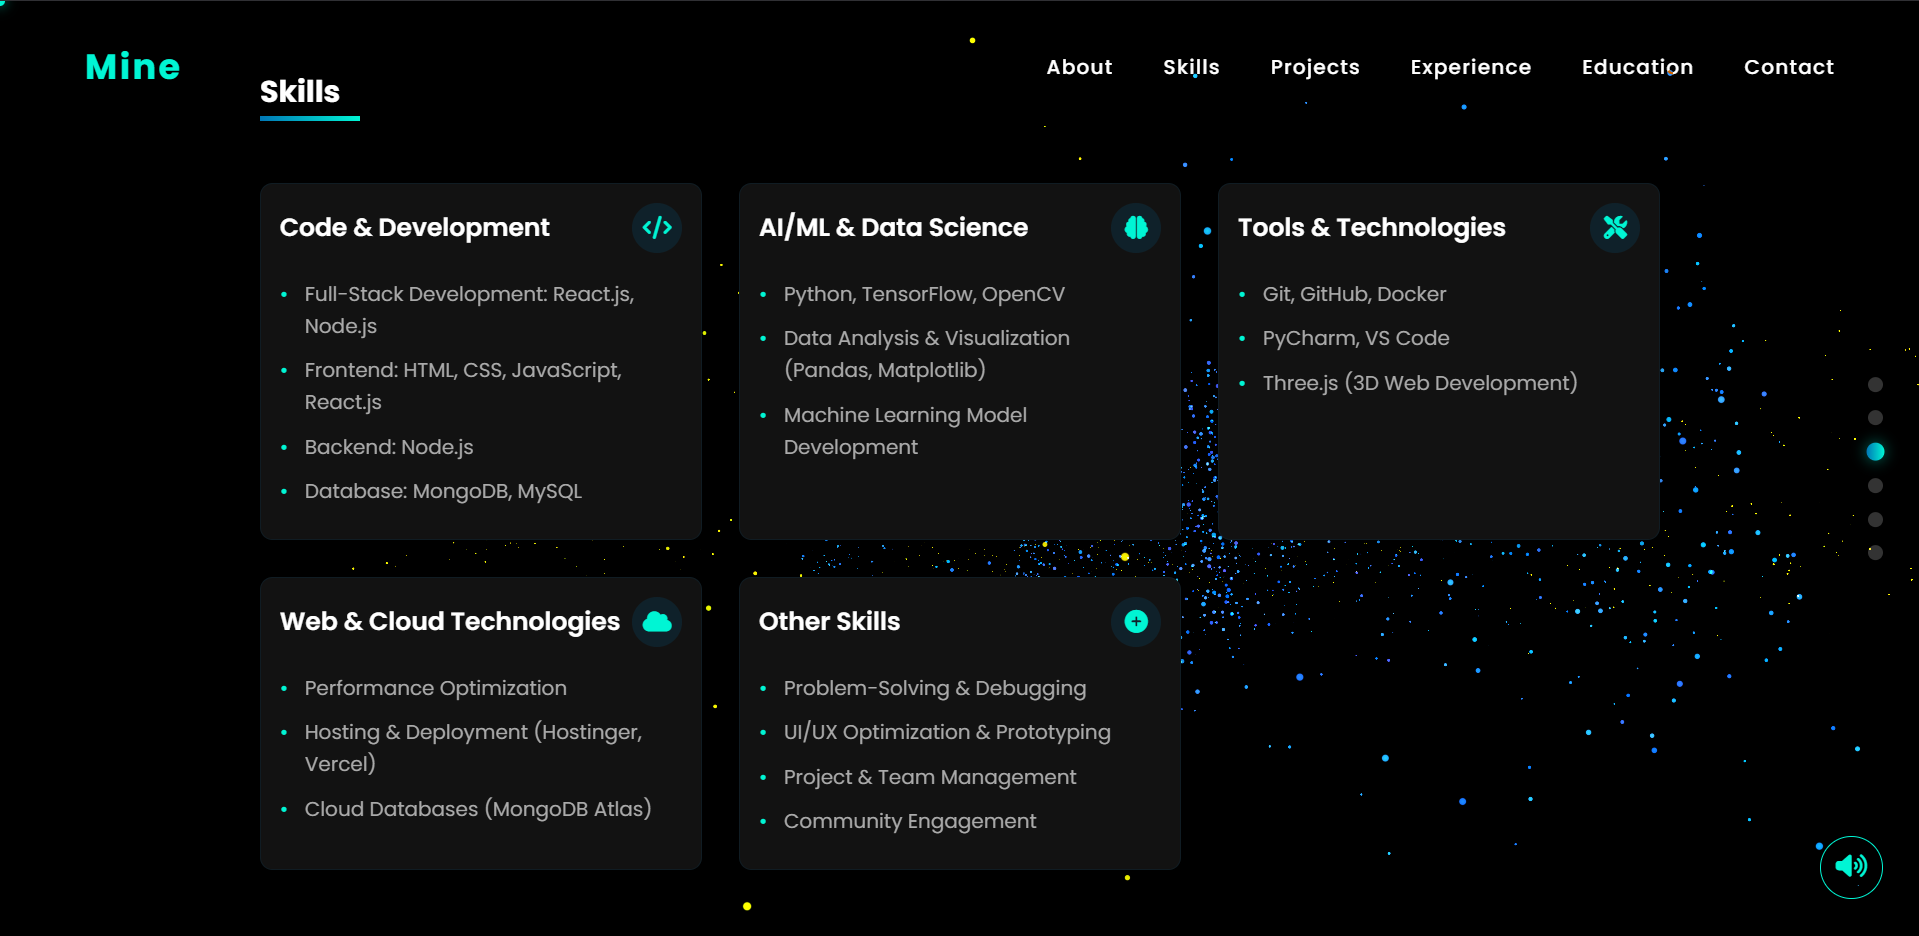 Mine
About
Skills
Projects
Experience
Education
Contact
Skills
Code & Development
Full-Stack Development: React.js,
Node.js
Frontend: HTML, CSS, JavaScript,
React.js
Backend: Node.js
Database: MongoDB, MySQL
AI/ML & Data Science
Python, TensorFlow, OpenCV
Data Analysis & Visualization
(Pandas, Matplotlib)
Machine Learning Model
Development
Tools & Technologies
Git, GitHub, Docker
PyCharm, VS Code
Three.js (3D Web Development)
Web & Cloud Technologies
Performance Optimization
Hosting & Deployment (Hostinger,
Vercel)
Cloud Databases (MongoDB Atlas)
Other Skills
Problem-Solving & Debugging
UI/UX Optimization & Prototyping
Project & Team Management
Community Engagement